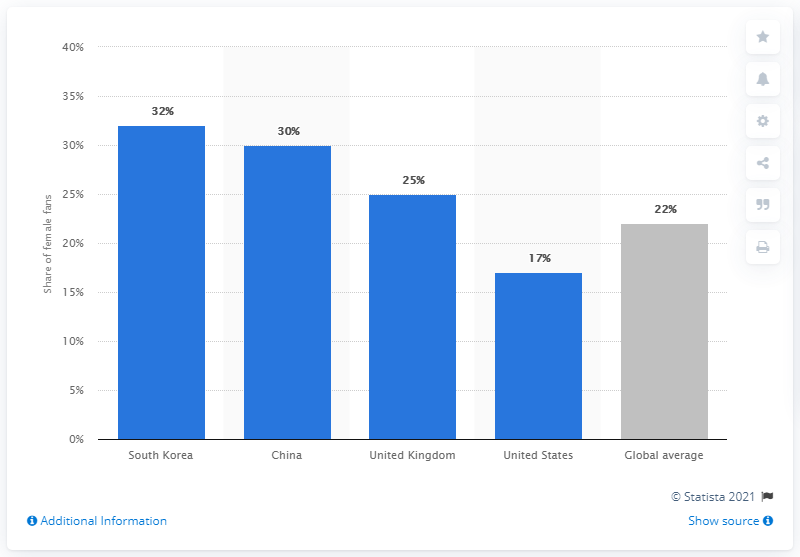 40%
35%
30%
25%
20%
15%
10%
5%
0%
Share of female fans
32%
30%
25%
17%
22%
South Korea
China
United Kingdom
United States
Global average
© Statista 2021
Additional Information
Show source